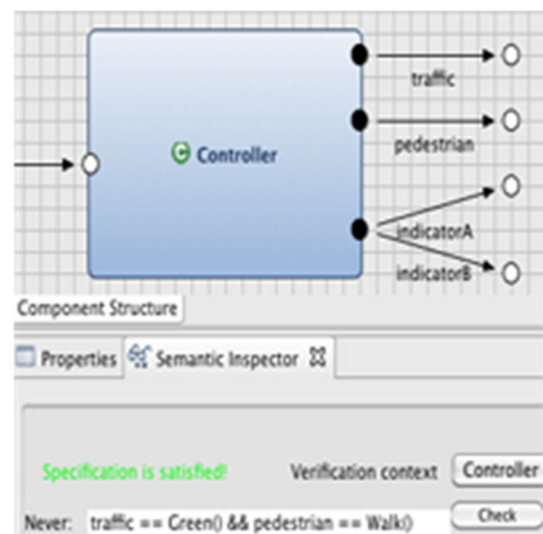 traffic
C Controller
pedestrian
indicatorA
indicatorB
Component Structure
Properties
Semantic Inspector
Specification is satisfied!
Verification context
Controller
Never:
traffic == Green() && pedestrian == Walk()
Check